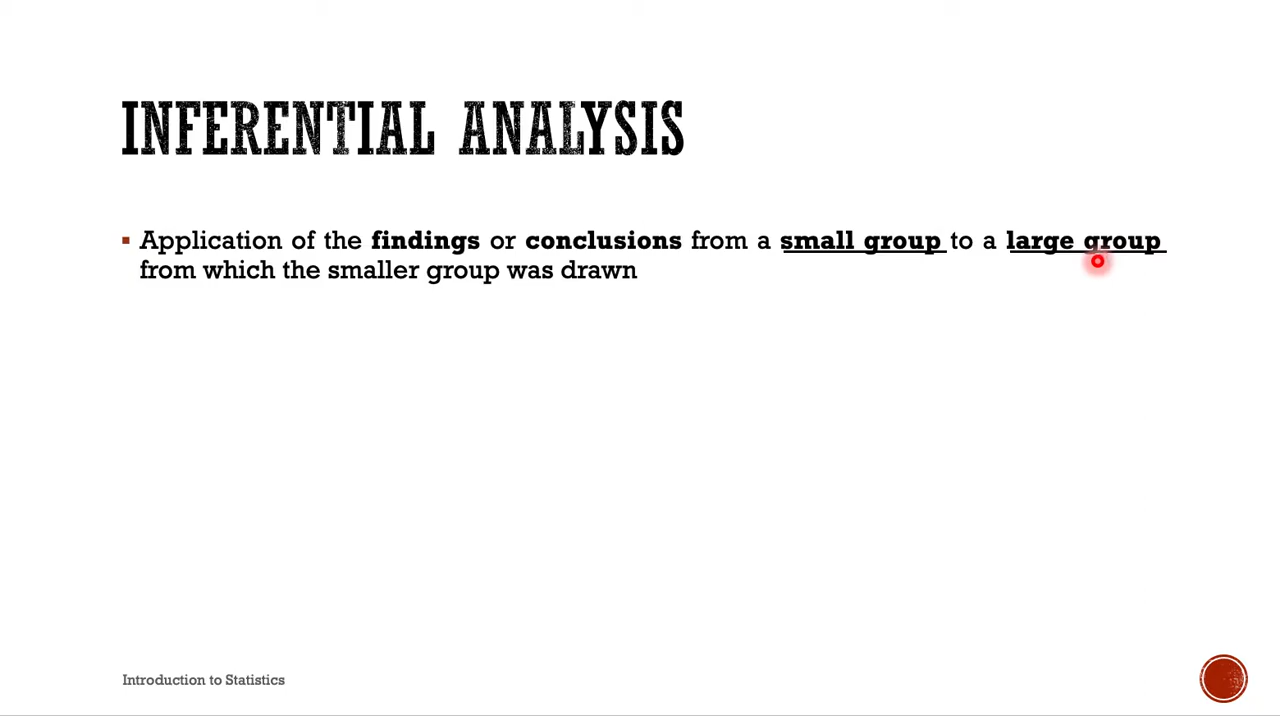 INFERENTIAL ANALYSIS
Application of the findings or conclusions from a small group to a large group
from which the smaller group was drawn
Introduction to Statistics